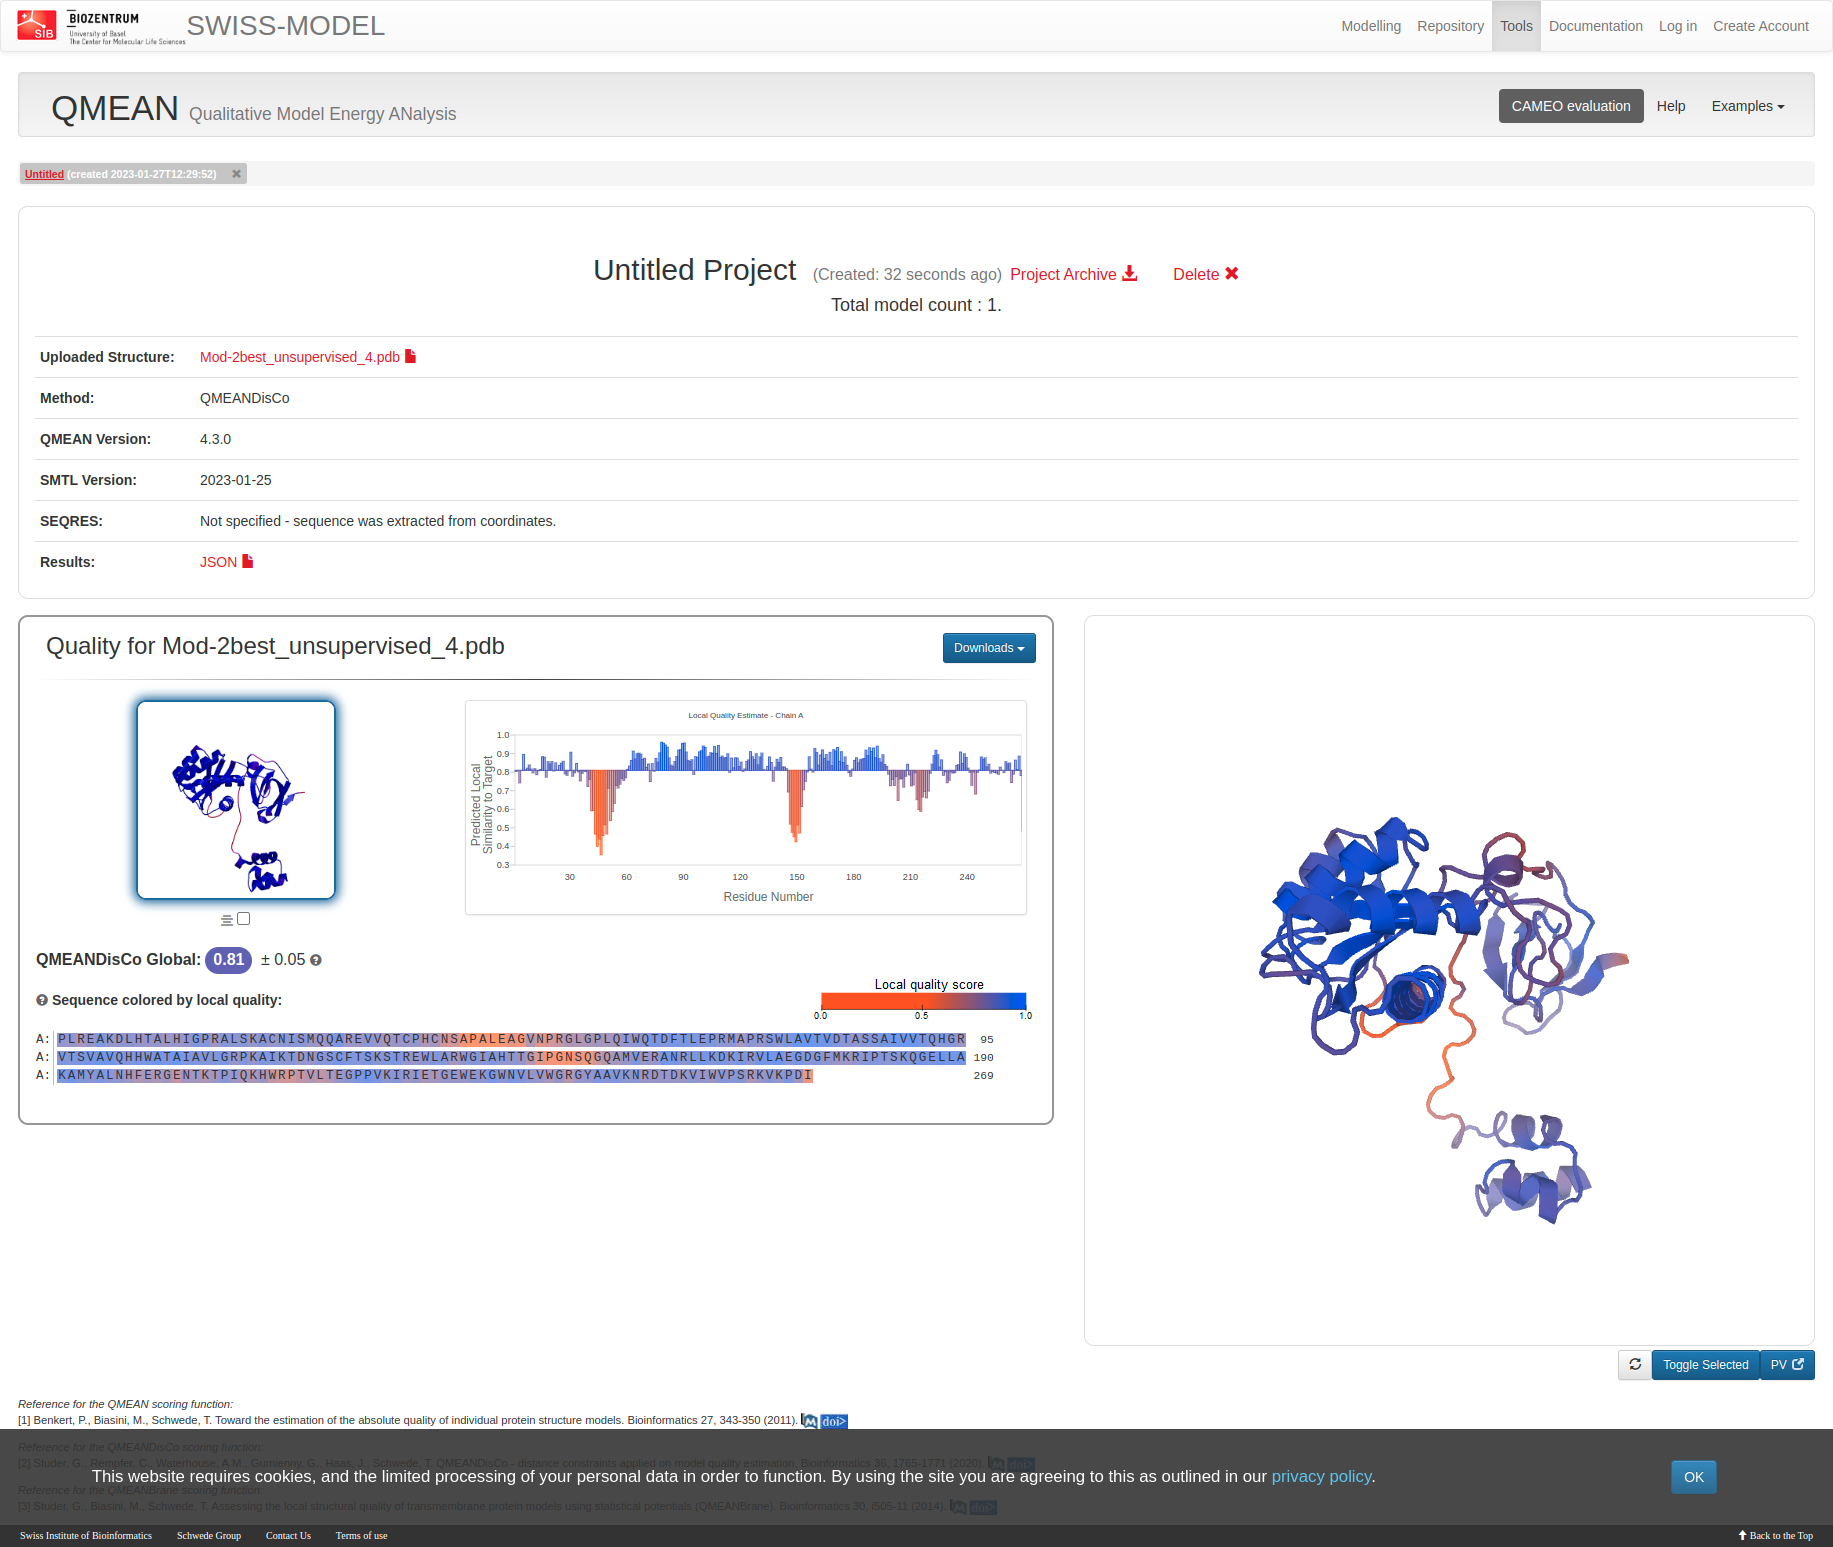 SIB
BIOZENTRUM
University of Basel
The Center for Molecular Life Sciences
SWISS-MODEL
Modelling Repository Tools Documentation Log in Create Account
QMEAN Qualitative Model Energy ANalysis
CAMEO evaluation Help Examples
Untitled (created 2023-01-27T12:29:52)
Untitled Project (Created: 32 seconds ago) Project Archive Delete
Total model count : 1.
Uploaded Structure: Mod-2best_unsupervised_4.pdb
Method: QMEANDisCo
QMEAN Version: 4.3.0
SMTL Version: 2023-01-25
SEQRES: Not specified - sequence was extracted from coordinates.
Results: JSON
Quality for Mod-2best_unsupervised_4.pdb
Downloads
Local Quality Estimate - Chain A
Predicted Local
Similarity to Target
1.0
0.9
0.8
0.7
0.6
0.5
0.4
0.3
30 60 90 120 150 180 210 240
Residue Number
QMEANDisCo Global: 0.81 ± 0.05
Sequence colored by local quality:
Local quality score
0.0 0.5 1.0
A: PLREAKDLHTALHIGPRALSKACNISMQQAREVVQTCPHCNSAPALEAGVNPRGLGPLQIWQTDFTLEPRMAPRSWLAVTVDTASSAIVVTQHGR 95
A: VTSVAVQHHWATAIAVLGRPKAIKTDNGSCFTSKSTREWLARWGIAHTTGIPGNSQGQAMVERANRLLKDKIRVLAEGDGFMKRIPTSKQGELLA 190
A: KAMYALNHFERGENTKTPIQKHWRPTVLTEGPPVKIRIETGEWEKGWNVLVWGRGYAAVKNRDTDKVIWVPSRKVKPDI 269
Toggle Selected PV
Reference for the QMEAN scoring function:
[1] Benkert, P., Biasini, M., Schwede, T. Toward the estimation of the absolute quality of individual protein structure models. Bioinformatics 27, 343-350 (2011). M doi>
Reference for the QMEANDisCo scoring function:
[2] Studer, G., Rempfer, C., Waterhouse, A.M., Gumienny, G., Haas, J., Schwede, T. QMEANDisCo - distance constraints applied on model quality estimation. Bioinformatics 36, 1765-1771 (2020). M doi>
This website requires cookies, and the limited processing of your personal data in order to function. By using the site you are agreeing to this as outlined in our privacy policy. OK
Reference for the QMEANBrane scoring function:
[3] Studer, G., Biasini, M., Schwede, T. Assessing the local structural quality of transmembrane protein models using statistical potentials (QMEANBrane). Bioinformatics 30, i505-11 (2014). M doi>
Swiss Institute of Bioinformatics Schwede Group Contact Us Terms of use Back to the Top